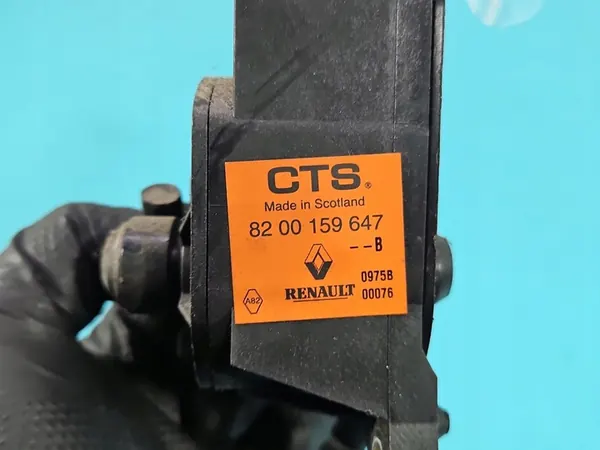 CTS®
Made in Scotland
82 00 159 647
--B
0975B
A82 RENAULT 00076